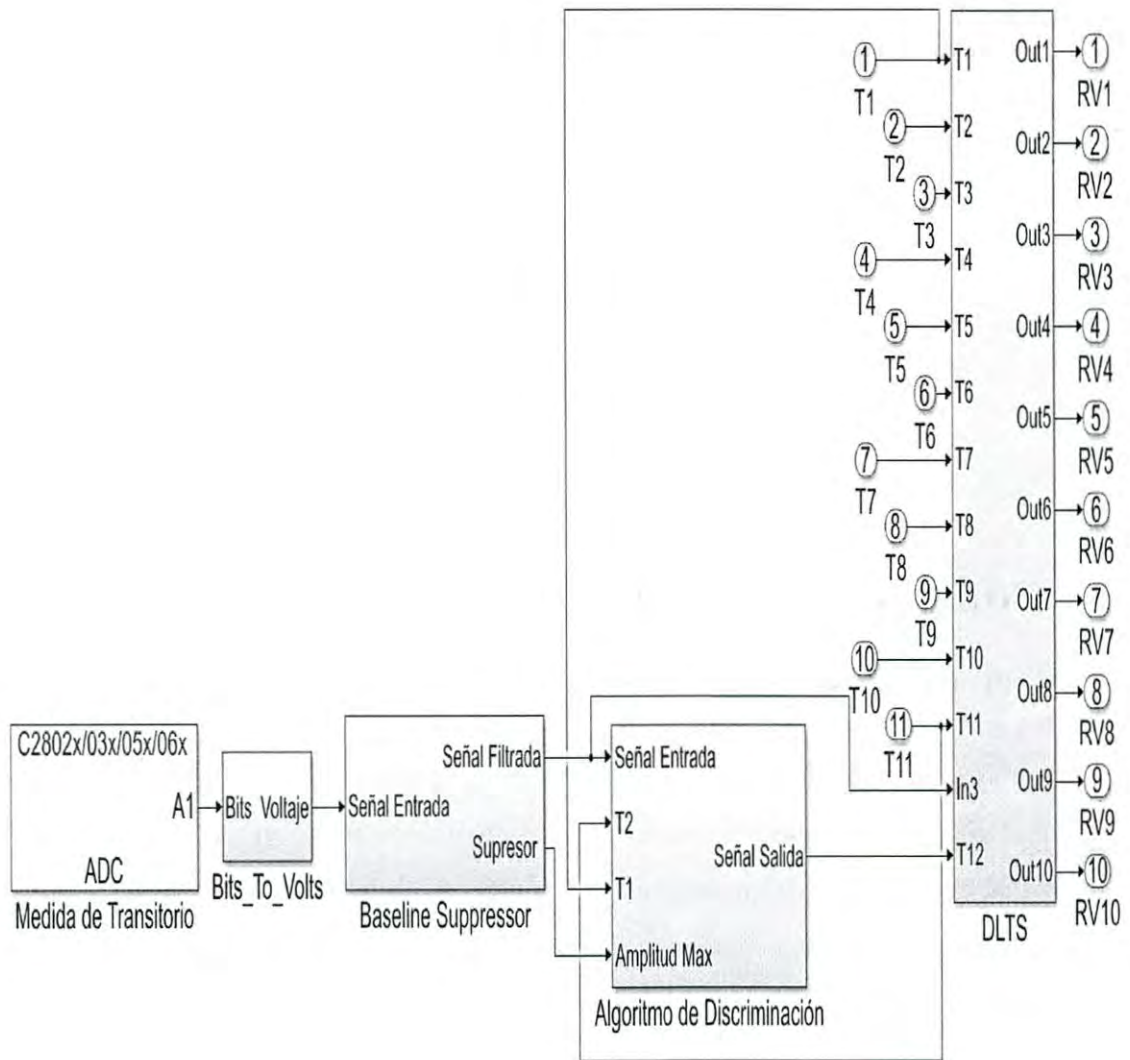 1
T1
2
T2
3
T3
4
T4
5
T5
6
T6
7
T7
8
T8
9
T9
10
T10
11
T11
T1
T2
T3
T4
T5
T6
T7
T8
T9
T10
T11
In3
T12
Out1
Out2
Out3
Out4
Out5
Out6
Out7
Out8
Out9
Out10
DLTS
1
RV1
2
RV2
3
RV3
4
RV4
5
RV5
6
RV6
7
RV7
8
RV8
9
RV9
10
RV10
C2802x/03x/05x/06x
A1
ADC
Medida de Transitorio
Bits Voltaje
Bits_To_Volts
Señal Entrada
Señal Filtrada
Supresor
Baseline Suppressor
Señal Entrada
T2
T1
Amplitud Max
Señal Salida
Algoritmo de Discriminación